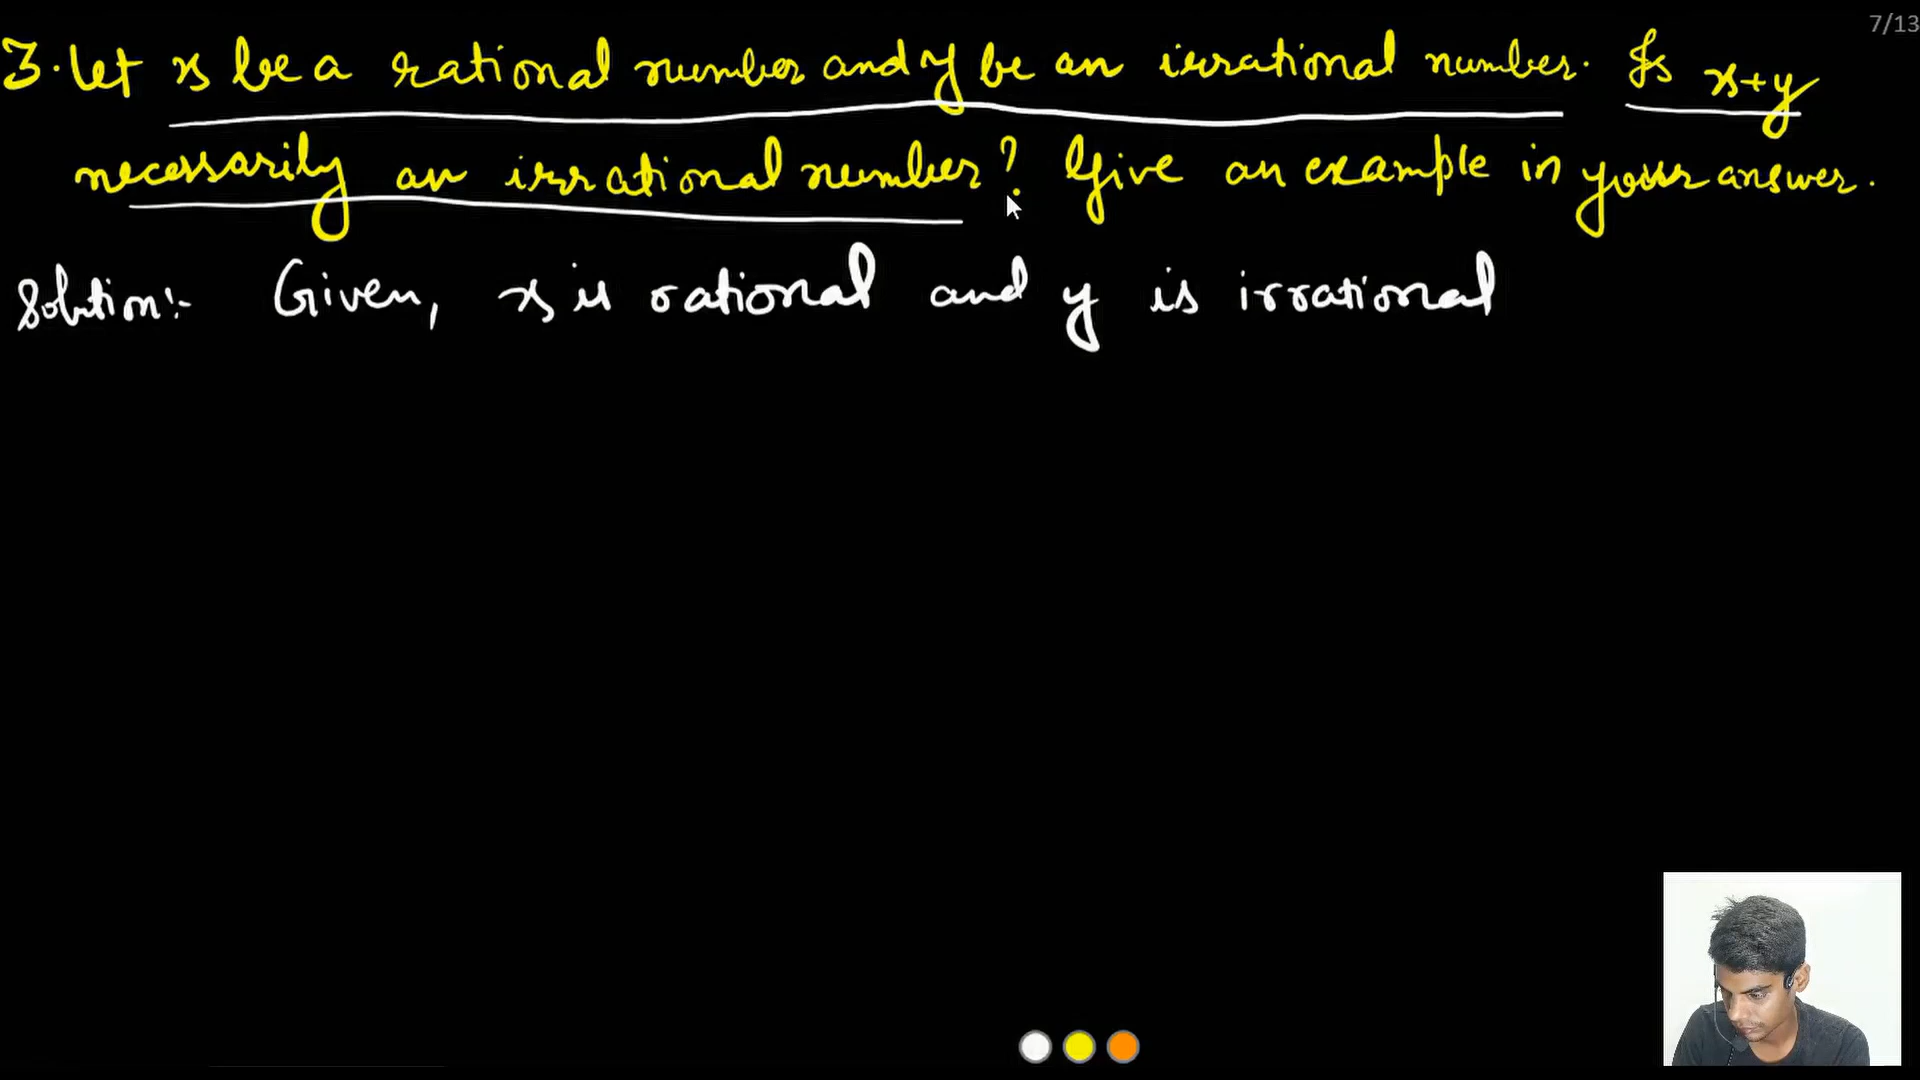 7/13
3. Let x be a rational number and y be an irrational number. Is x+y
necessarily an irrational number? Give an example in your answer.
Solution:- Given, x is rational and y is irrational